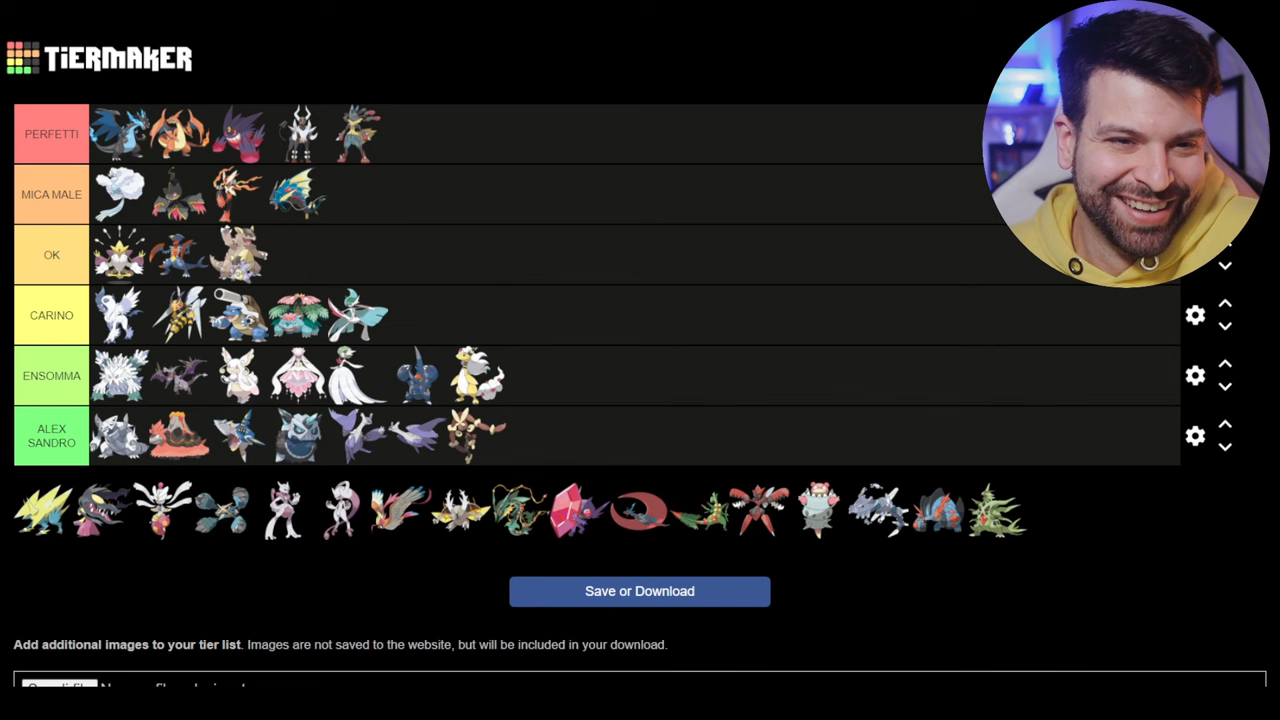 TiERMAKER
PERFETTI
MICA MALE
OK
CARINO
ENSOMMA
ALEX
SANDRO
Save or Download
Add additional images to your tier list. Images are not saved to the website, but will be included in your download.